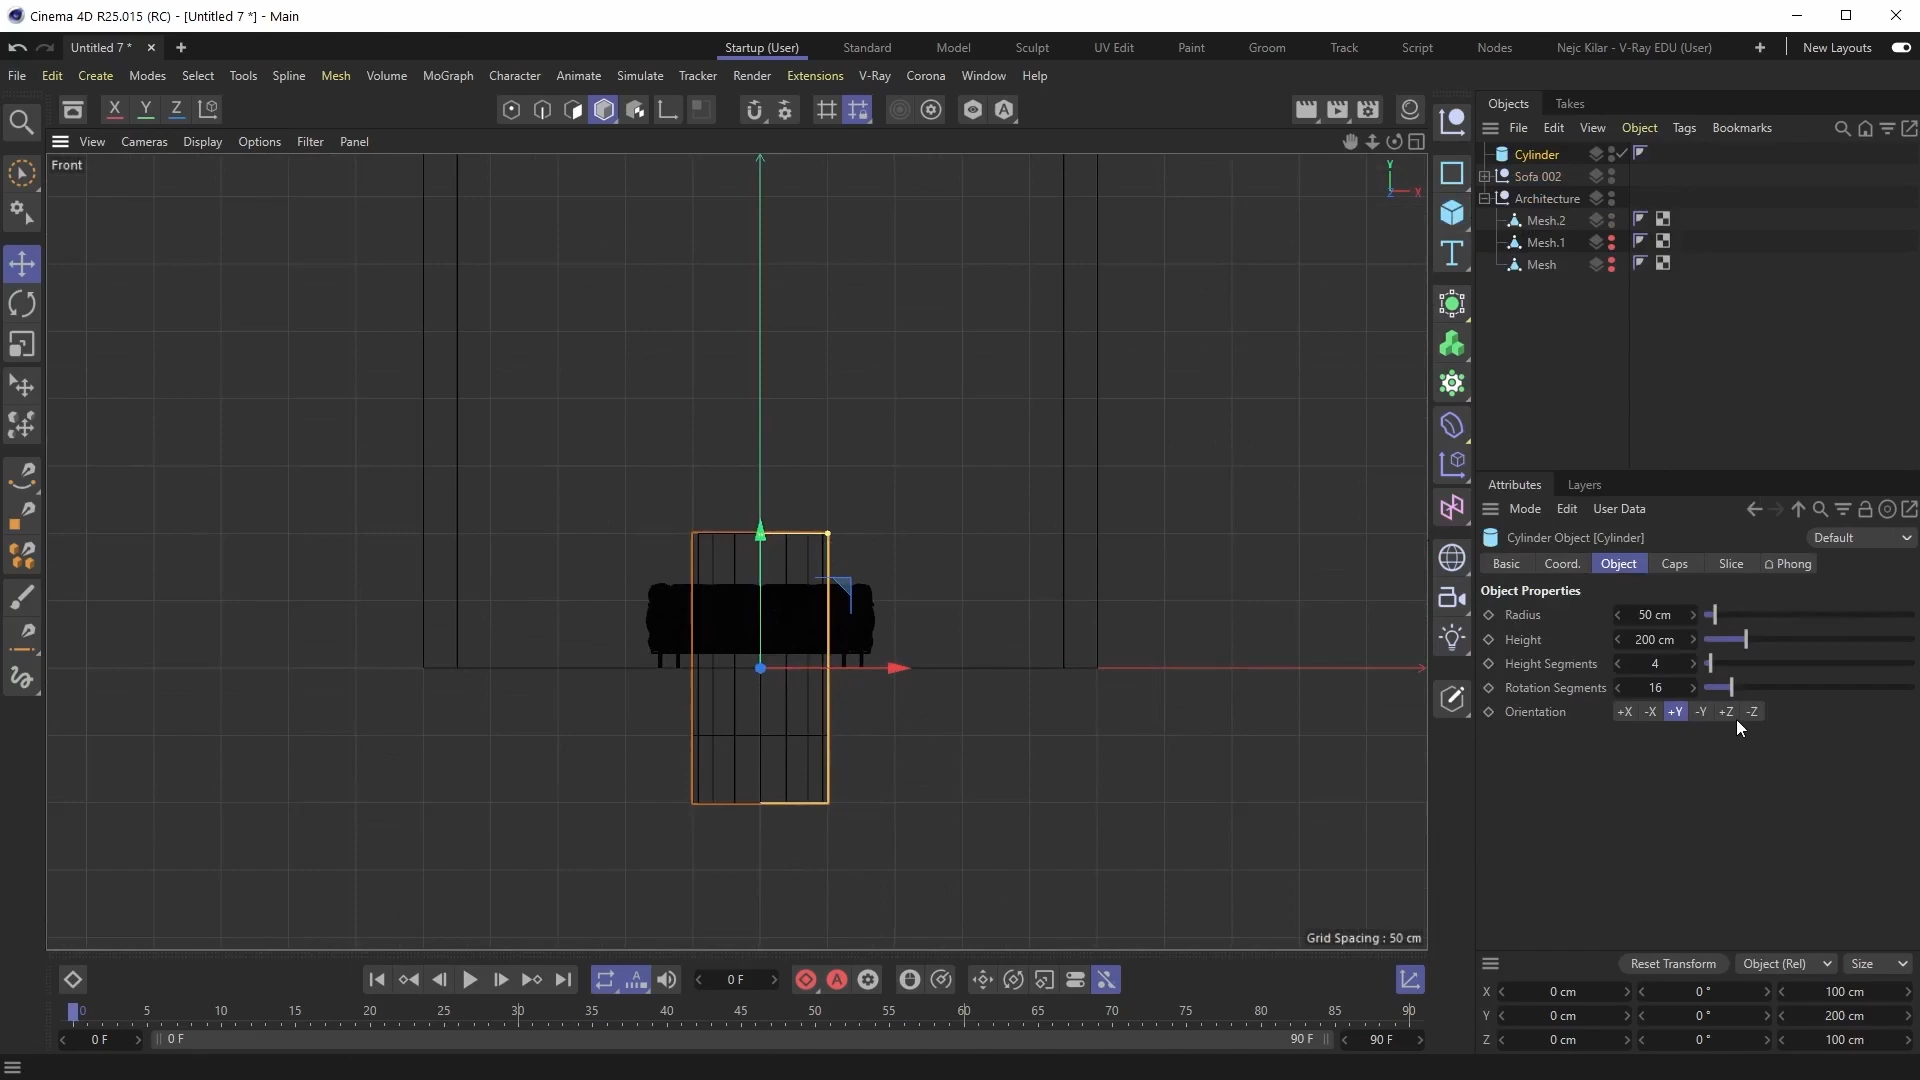 Cinema 4D R25.015 (RC) - [Untitled 7 *] - Main
Untitled 7 *
Startup (User) Standard Model Sculpt UV Edit Paint Groom Track Script Nodes Nejc Kilar - V-Ray EDU (User) New Layouts
File Edit Create Modes Select Tools Spline Mesh Volume MoGraph Character Animate Simulate Tracker Render Extensions V-Ray Corona Window Help
X Y Z
View Cameras Display Options Filter Panel
Front
Y
Z X
Grid Spacing : 50 cm
Objects Takes
File Edit View Object Tags Bookmarks
Cylinder
Sofa 002
Architecture
Mesh.2
Mesh.1
Mesh
Attributes Layers
Mode Edit User Data
Cylinder Object [Cylinder] Default
Basic Coord. Object Caps Slice Phong
Object Properties
Radius 50 cm
Height 200 cm
Height Segments 4
Rotation Segments 16
Orientation +X -X +Y -Y +Z -Z
Reset Transform Object (Rel) Size
X 0 cm 0 ° 100 cm
Y 0 cm 0 ° 200 cm
Z 0 cm 0 ° 100 cm
0 F
0 5 10 15 20 25 30 35 40 45 50 55 60 65 70 75 80 85 90
0 F 0 F 90 F 90 F